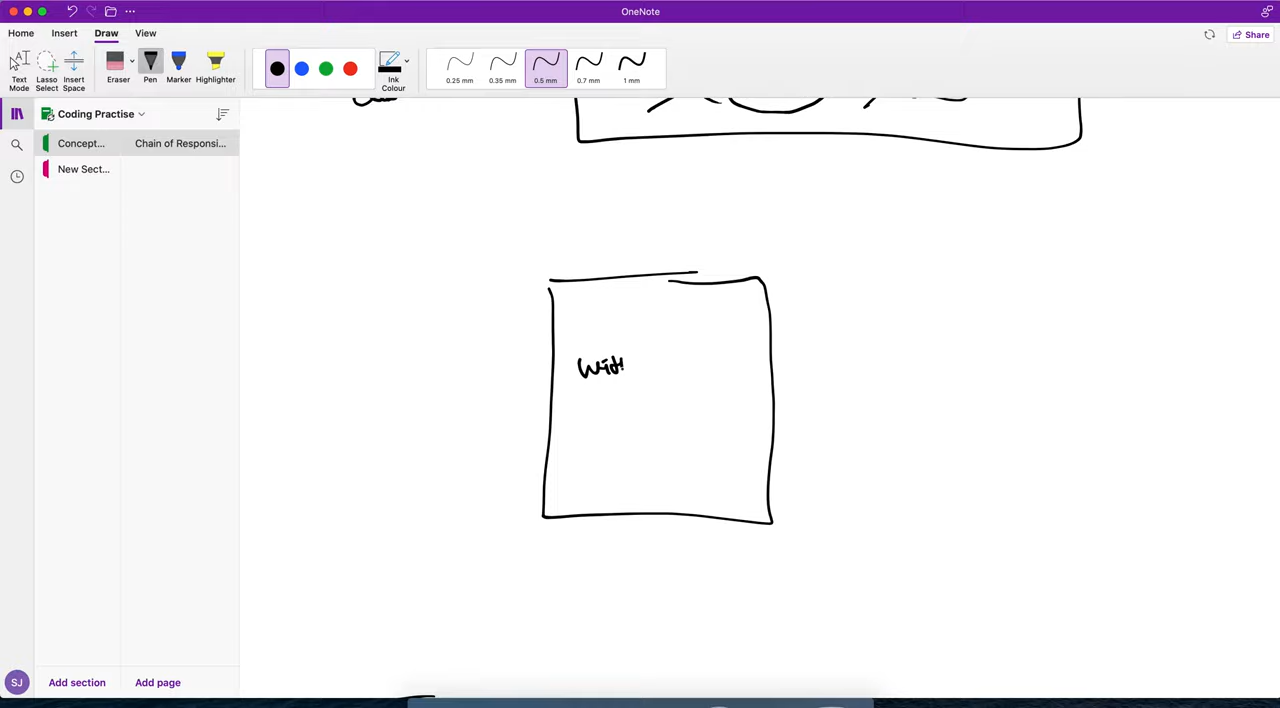 OneNote
Home Insert Draw View
Share
Text Mode
Lasso Select
Insert Space
Eraser
Pen
Marker
Highlighter
Ink Colour
0.25 mm
0.35 mm
0.5 mm
0.7 mm
1 mm
Coding Practise
Concept... Chain of Responsi...
New Sect...
SJ
Add section Add page